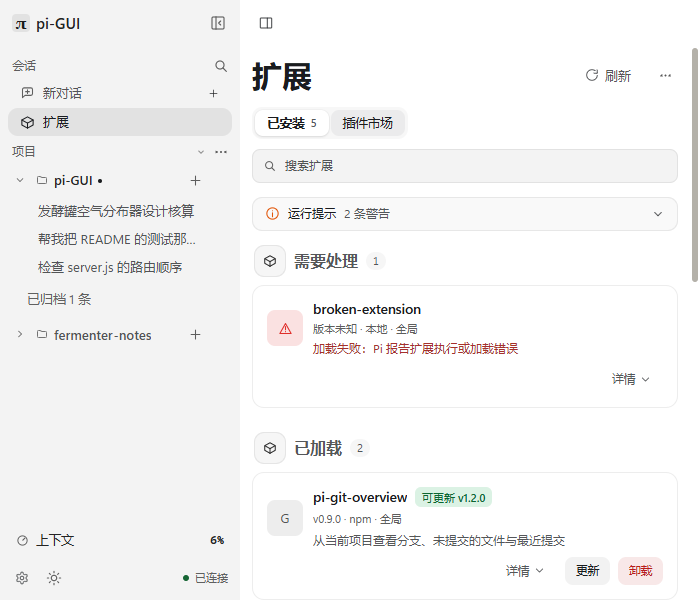 π pi-GUI
会话
新对话
扩展
项目
pi-GUI
发酵罐空气分布器设计核算
帮我把 README 的测试那...
检查 server.js 的路由顺序
已归档 1 条
fermenter-notes
上下文 6%
已连接
扩展
刷新
已安装 5 插件市场
搜索扩展
运行提示 2 条警告
需要处理 1
broken-extension
版本未知 · 本地 · 全局
加载失败：Pi 报告扩展执行或加载错误
详情
已加载 2
G
pi-git-overview 可更新 v1.2.0
v0.9.0 · npm · 全局
从当前项目查看分支、未提交的文件与最近提交
详情 更新 卸载